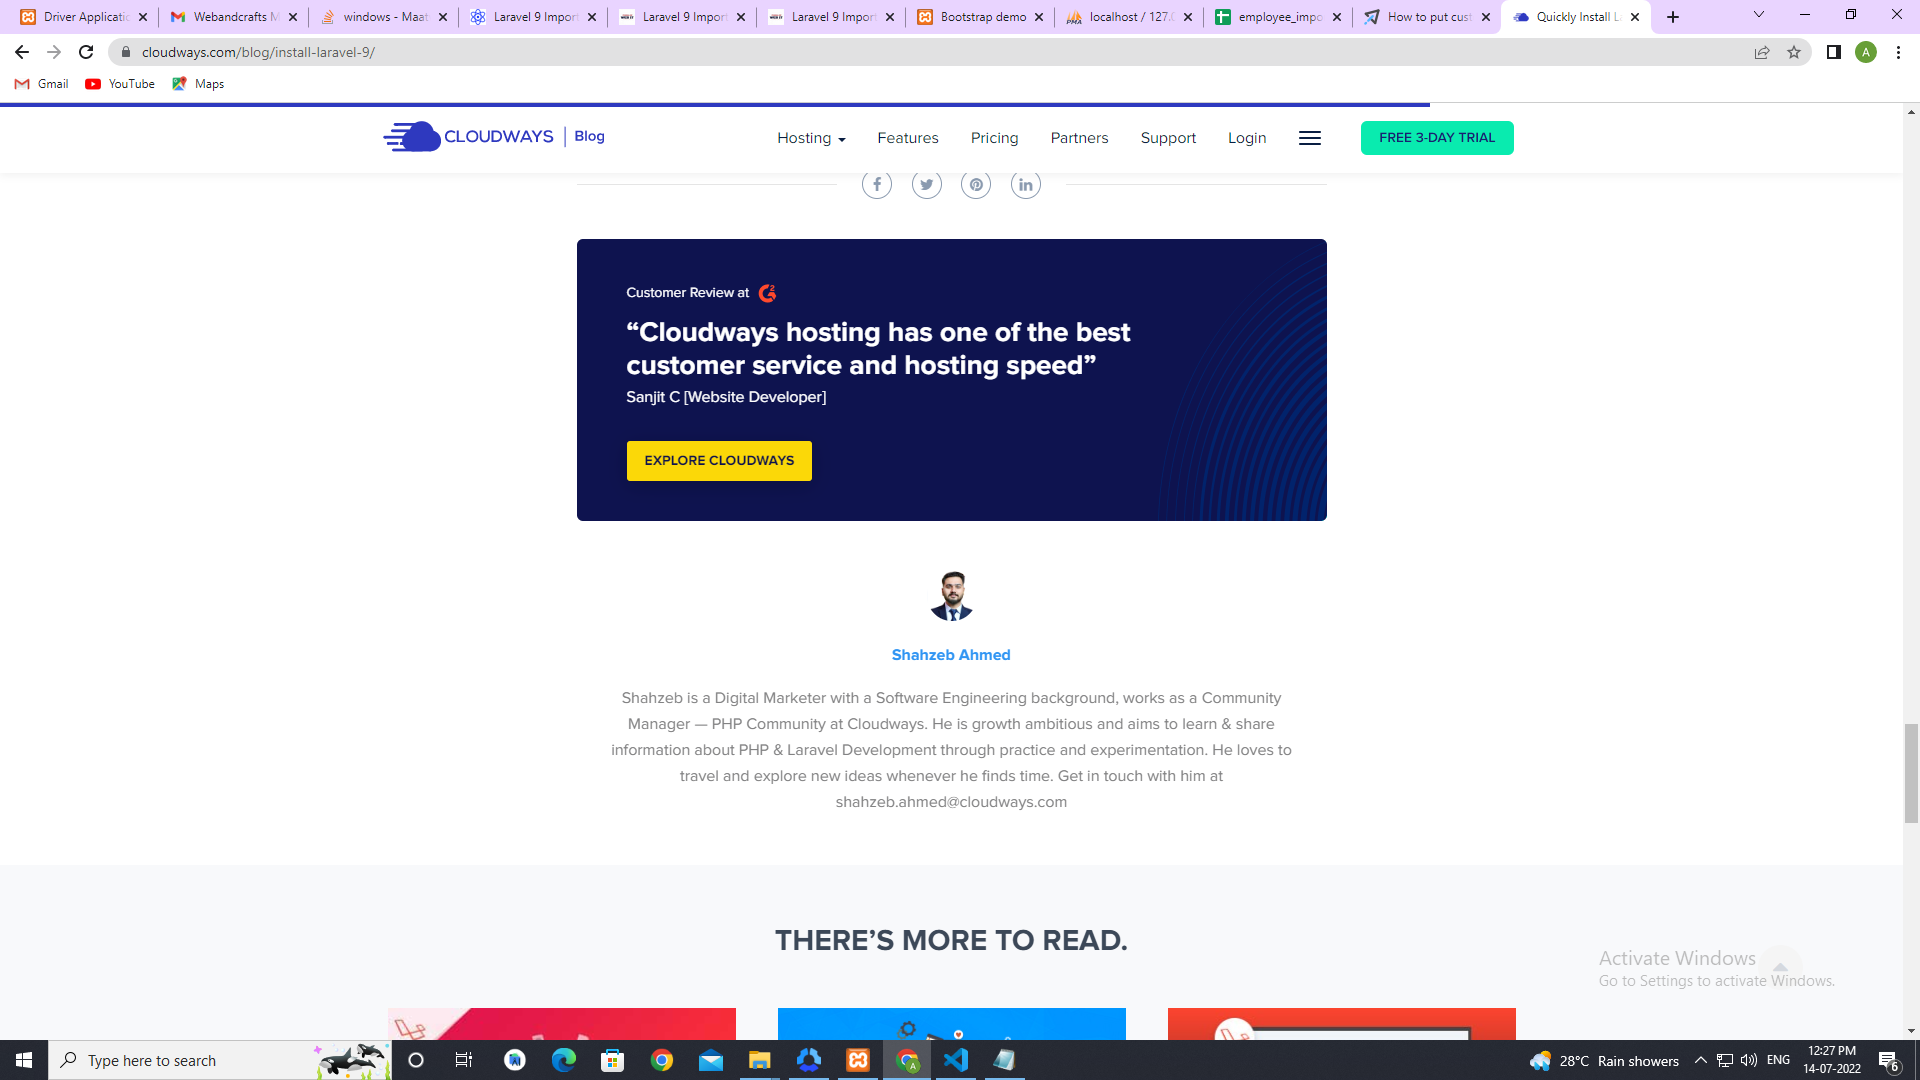 Driver Applicatio
Webandcrafts M
windows - Maat
Laravel 9 Import
Laravel 9 Import
Laravel 9 Import
Bootstrap demo
localhost / 127.0
employee_impo
How to put cust
Quickly Install L
cloudways.com/blog/install-laravel-9/
A
Gmail
YouTube
Maps
CLOUDWAYS | Blog
Hosting
Features
Pricing
Partners
Support
Login
FREE 3-DAY TRIAL
Customer Review at G2
“Cloudways hosting has one of the best
customer service and hosting speed”
Sanjit C [Website Developer]
EXPLORE CLOUDWAYS
Shahzeb Ahmed
Shahzeb is a Digital Marketer with a Software Engineering background, works as a Community
Manager — PHP Community at Cloudways. He is growth ambitious and aims to learn & share
information about PHP & Laravel Development through practice and experimentation. He loves to
travel and explore new ideas whenever he finds time. Get in touch with him at
shahzeb.ahmed@cloudways.com
THERE’S MORE TO READ.
Activate Windows
Go to Settings to activate Windows.
Type here to search
28°C Rain showers
ENG
12:27 PM
14-07-2022
6